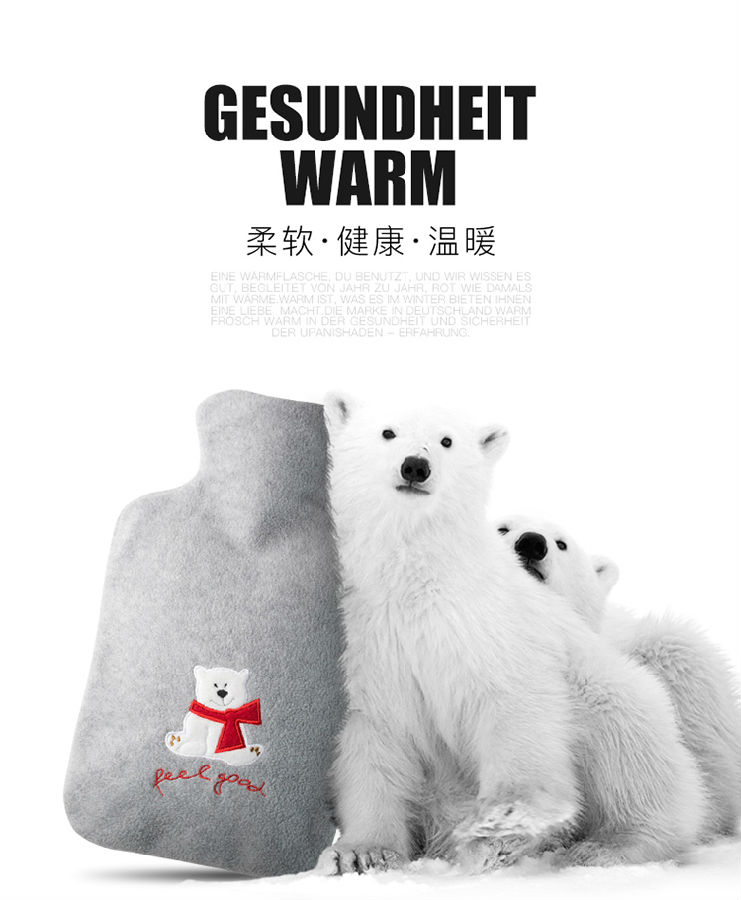 GESUNDHEIT
WARM
柔软·健康·温暖
EINE WÄRMFLASCHE, DU BENUTZT, UND WIR WISSEN ES
GUT, BEGLEITET VON JAHR ZU JAHR, ROT WIE DAMALS
MIT WÄRME.WARM IST, WAS ES IM WINTER BIETEN IHNEN
EINE LIEBE. MACHT.DIE MARKE IN DEUTSCHLAND WARM
FROSCH WARM IN DER GESUNDHEIT UND SICHERHEIT
DER UPANISHADEN – ERFAHRUNG.
feel good